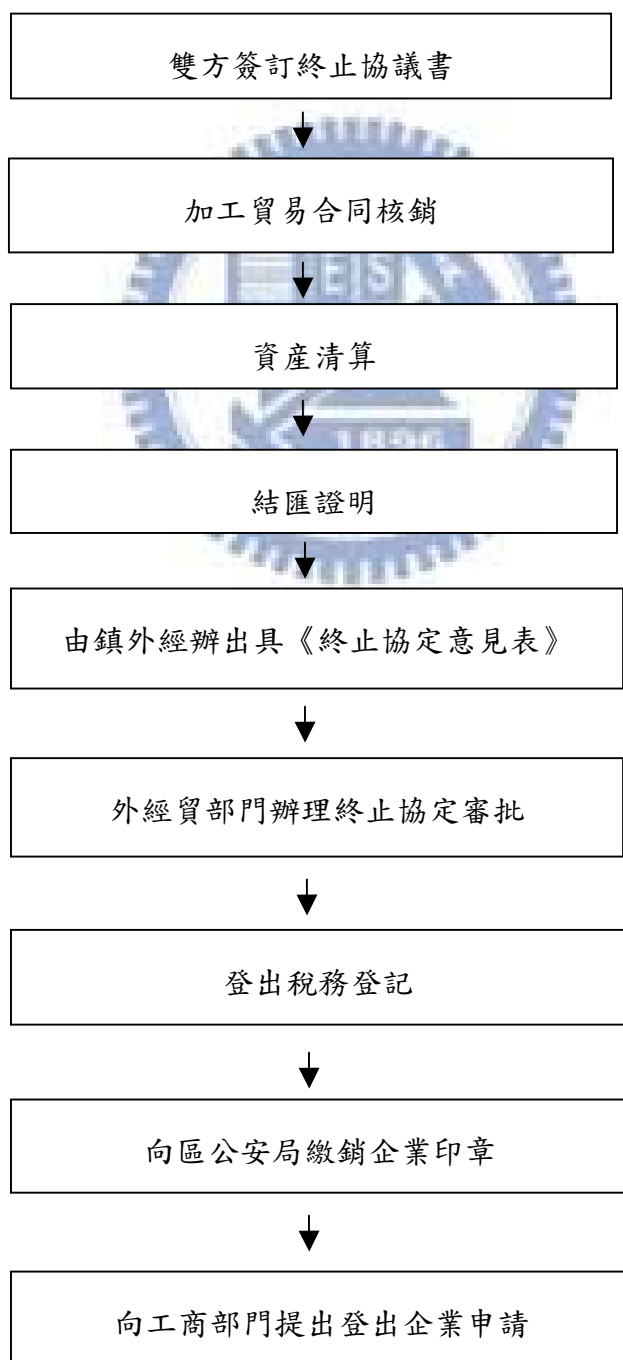 雙方簽訂終止協議書
加工貿易合同核銷
資產清算
結匯證明
由鎮外經辦出具《終止協定意見表》
外經貿部門辦理終止協定審批
登出稅務登記
向區公安局繳銷企業印章
向工商部門提出登出企業申請
ESA
1896